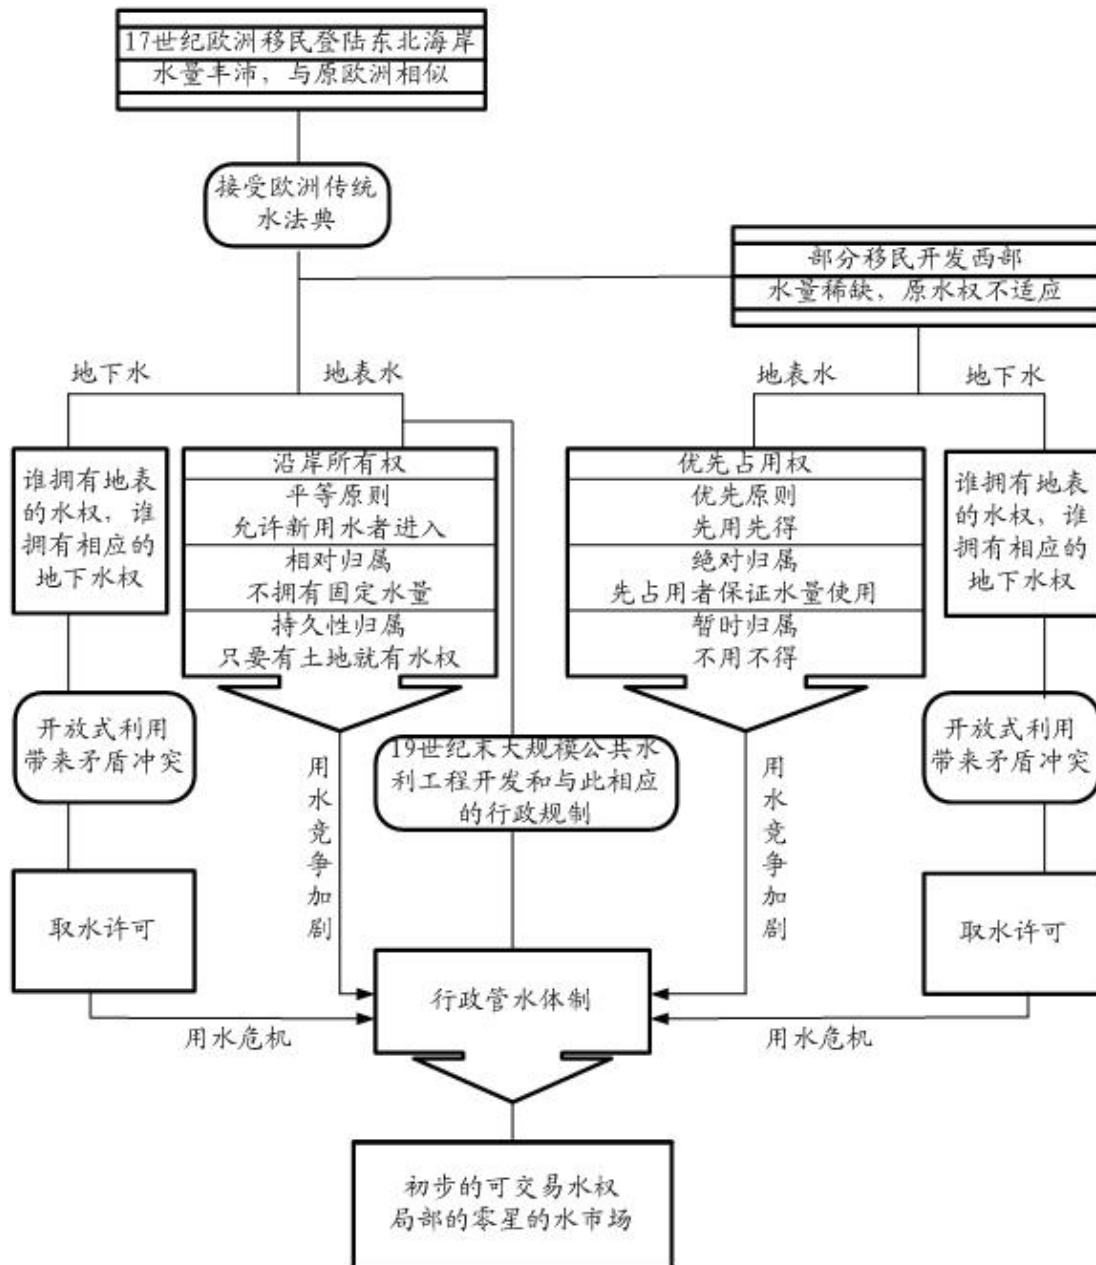 17世纪欧洲移民登陆东北海岸
水量丰沛，与原欧洲相似
接受欧洲传统
水法典
部分移民开发西部
水量稀缺，原水权不适应
地下水
地表水
地表水
地下水
谁拥有地表
的水权，谁
拥有相应的
地下水权
沿岸所有权
平等原则
允许新用水者进入
相对归属
不拥有固定水量
持久性归属
只要有土地就有水权
优先占用权
优先原则
先用先得
绝对归属
先占用者保证水量使用
暂时归属
不用不得
谁拥有地表
的水权，谁
拥有相应的
地下水权
开放式利用
带来矛盾冲突
用水竞争加剧
19世纪末大规模公共水
利工程开发和与此相应
的行政规制
用水竞争加剧
开放式利用
带来矛盾冲突
取水许可
取水许可
行政管水体制
用水危机
用水危机
初步的可交易水权
局部的零星的水市场